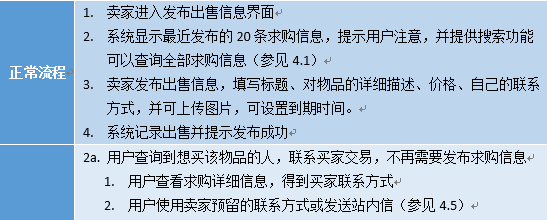 正常流程
1. 卖家进入发布出售信息界面
2. 系统显示最近发布的 20 条求购信息，提示用户注意，并提供搜索功能
可以查询全部求购信息（参见 4.1）
3. 卖家发布出售信息，填写标题、对物品的详细描述、价格、自己的联系
方式，并可上传图片，可设置到期时间。
4. 系统记录出售并提示发布成功
2a. 用户查询到想买该物品的人，联系买家交易，不再需要发布求购信息
1. 用户查看求购详细信息，得到买家联系方式
2. 用户使用卖家预留的联系方式或发送站内信（参见 4.5）